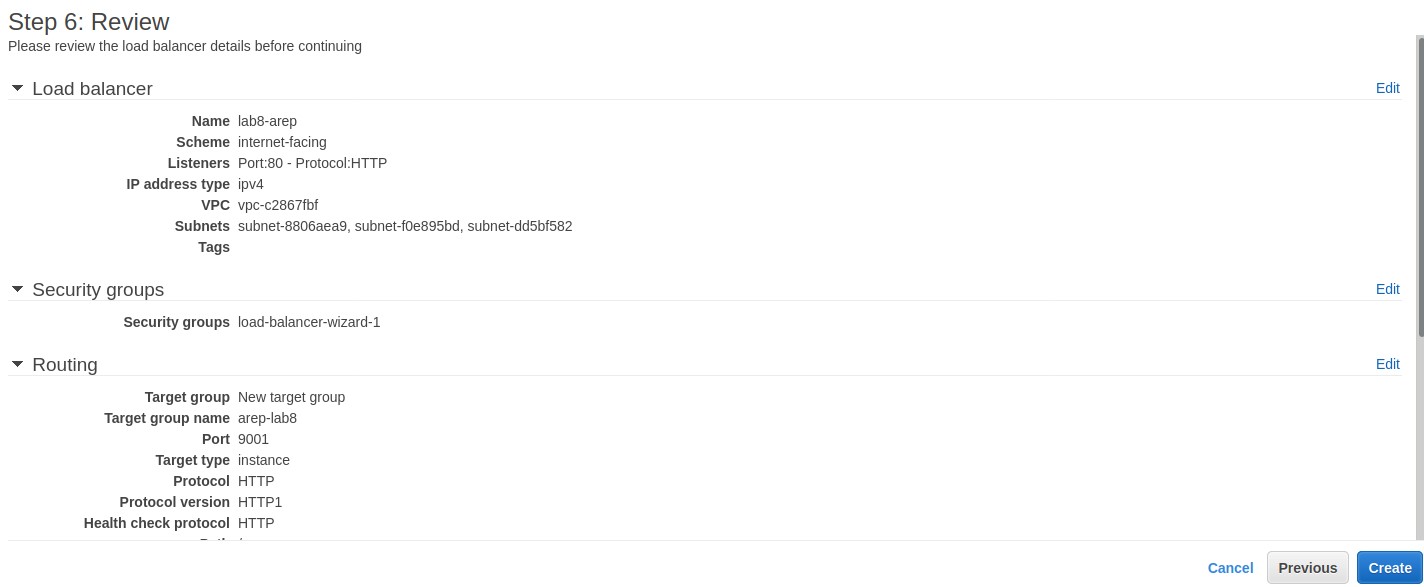 Step 6: Review
Please review the load balancer details before continuing
Load balancer Edit
Name lab8-arep
Scheme internet-facing
Listeners Port:80 - Protocol:HTTP
IP address type ipv4
VPC vpc-c2867fbf
Subnets subnet-8806aea9, subnet-f0e895bd, subnet-dd5bf582
Tags
Security groups Edit
Security groups load-balancer-wizard-1
Routing Edit
Target group New target group
Target group name arep-lab8
Port 9001
Target type instance
Protocol HTTP
Protocol version HTTP1
Health check protocol HTTP
Cancel Previous Create